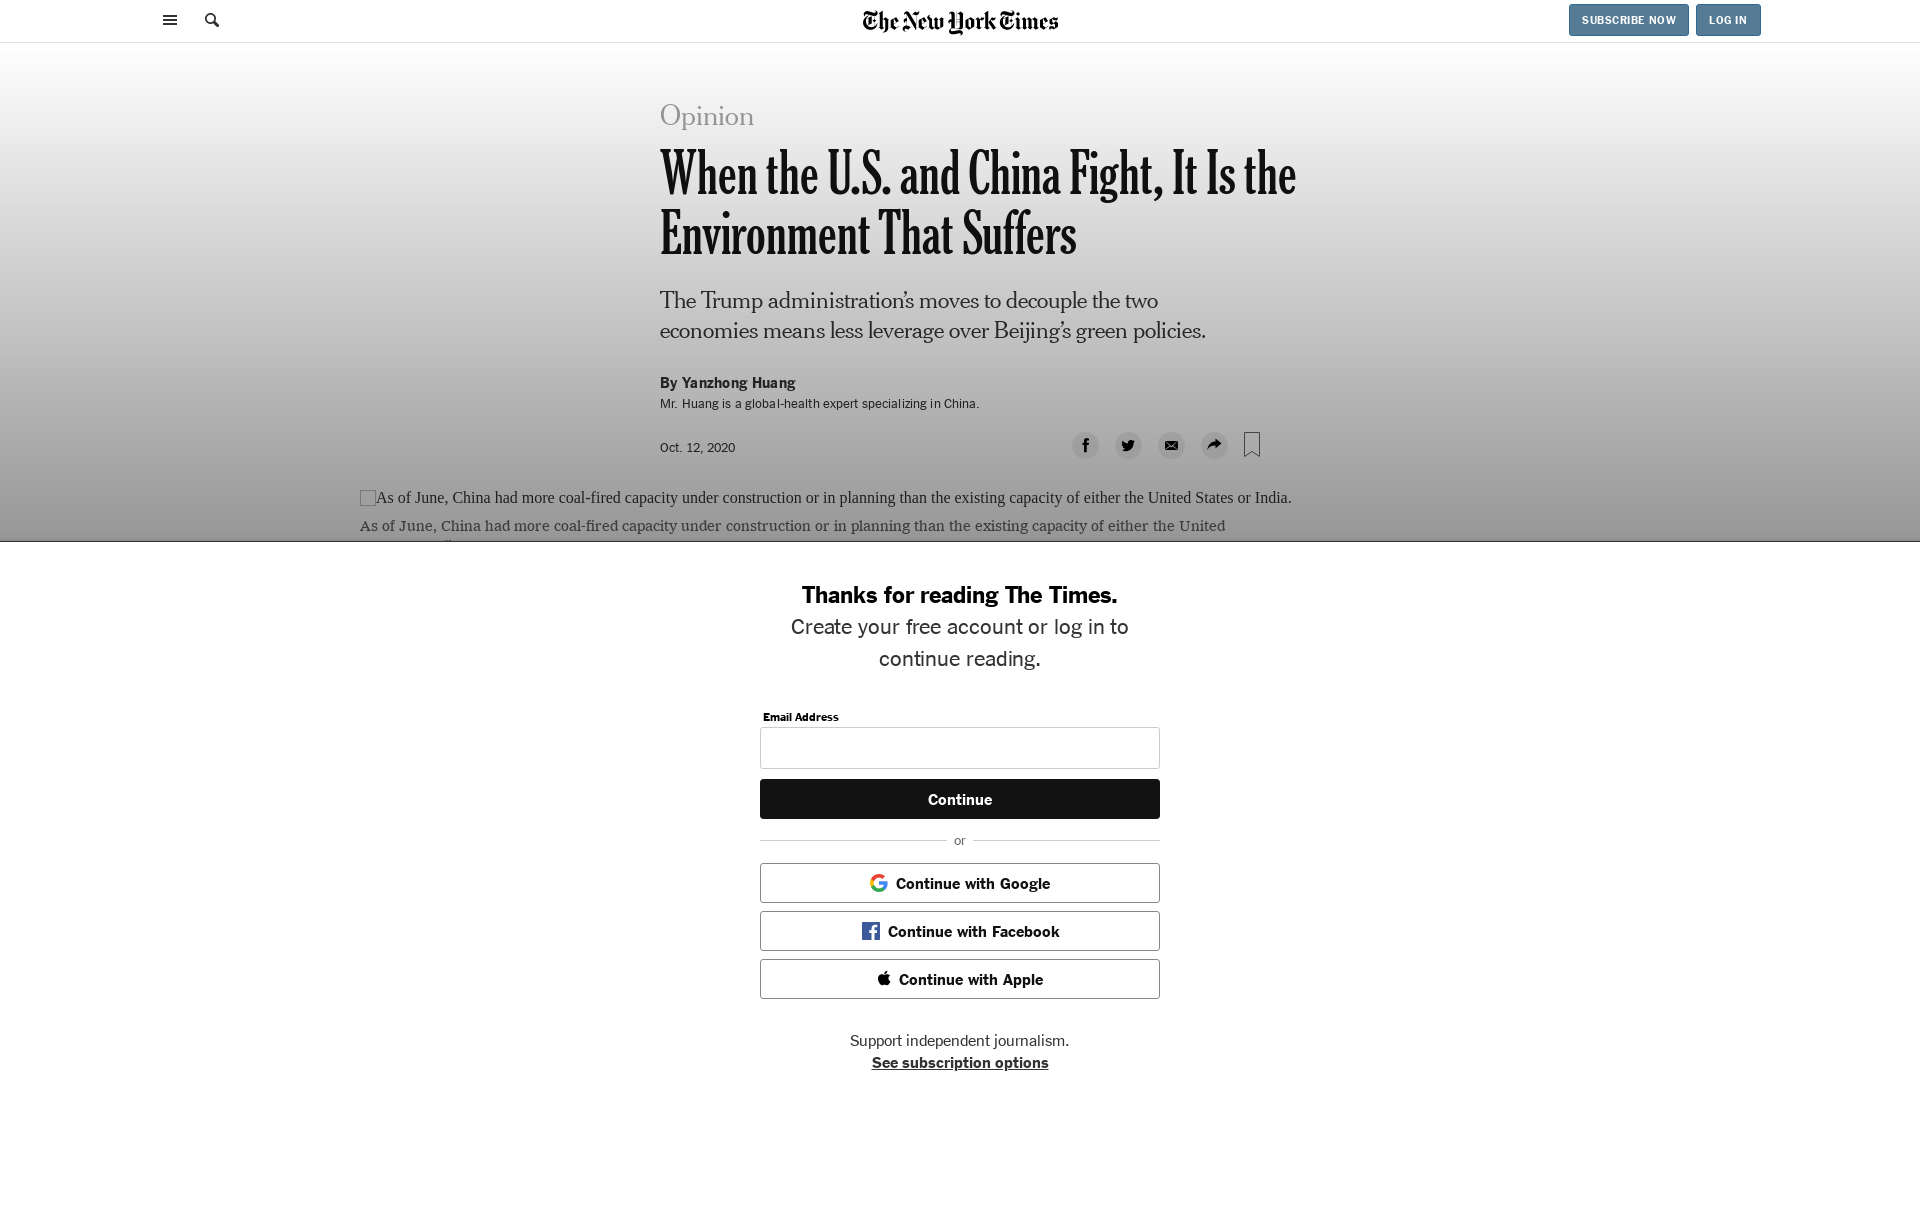 The New York Times
SUBSCRIBE NOW
LOG IN
Opinion
When the U.S. and China Fight, It Is the
Environment That Suffers
The Trump administration’s moves to decouple the two
economies means less leverage over Beijing’s green policies.
By Yanzhong Huang
Mr. Huang is a global-health expert specializing in China.
Oct. 12, 2020
As of June, China had more coal-fired capacity under construction or in planning than the existing capacity of either the United States or India.
As of June, China had more coal-fired capacity under construction or in planning than the existing capacity of either the United
Thanks for reading The Times.
Create your free account or log in to
continue reading.
Email Address
Continue
or
Continue with Google
Continue with Facebook
Continue with Apple
Support independent journalism.
See subscription options